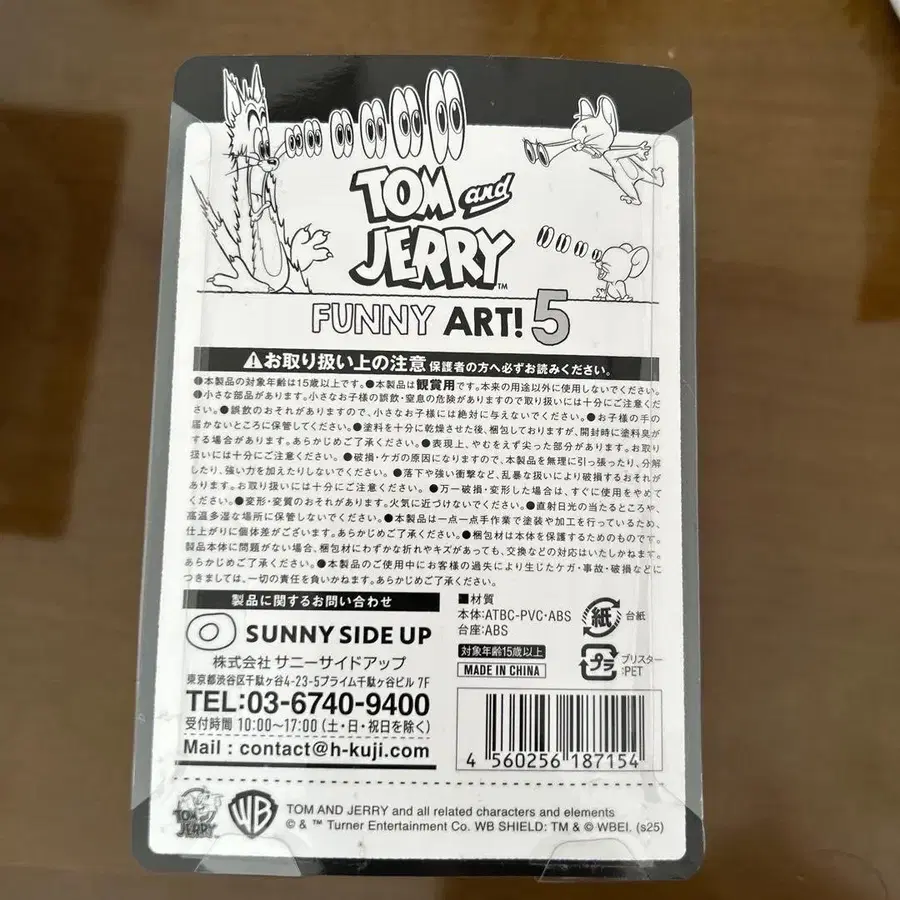 TOM and
JERRY™
FUNNY ART! 5
⚠お取り扱い上の注意 保護者の方へ必ずお読みください。
●本製品の対象年齢は15歳以上です。●本製品は観賞用です。本来の用途以外に使用しないでください。
●小さな部品があります。小さなお子様の誤飲・窒息の危険がありますので取り扱いには十分にご注意くださ
い。●誤飲のおそれがありますので、小さなお子様には絶対に与えないでください。●お子様の手の
届かないところに保管してください。●塗料を十分に乾燥させた後、梱包しておりますが、開封時に塗料臭が
する場合があります。あらかじめご了承ください。●表現上、やむをえず尖った部分があります。お取り
扱いには十分にご注意ください。●破損・ケガの原因になりますので、本製品を無理に引っ張ったり、分解
したり、強い力を加えたりしないでください。●落下や強い衝撃など、乱暴な扱いにより破損するおそれが
あります。お取り扱いには十分にご注意ください。●万一破損・変形した場合は、すぐに使用をやめて
ください。●変形・変質のおそれがあります。火気に近づけないでください。●直射日光の当たるところや、
高温多湿な場所に保管しないでください。●本製品は一点一点手作業で塗装や加工を行っているため、
仕上がりに個体差がございます。あらかじめご了承ください。●梱包材は本体を保護するためのものです。
製品本体に問題がない場合、梱包材にわずかな折れやキズがあっても、交換などの対応はいたしかねます。
あらかじめご了承ください。●本製品のご使用中にお客様の過失により生じたケガ・事故・破損などに
つきましては、一切の責任を負いかねます。あらかじめご了承ください。
製品に関するお問い合わせ
SUNNY SIDE UP
株式会社 サニーサイドアップ
東京都渋谷区千駄ヶ谷4-23-5プライム千駄ヶ谷ビル 7F
TEL:03-6740-9400
受付時間 10:00〜17:00 (土・日・祝日を除く)
Mail : contact@h-kuji.com
■材質
本体:ATBC-PVC・ABS
台座:ABS
対象年齢15歳以上
MADE IN CHINA
紙 台紙
プラ ブリスター
:PET
4 560256 187154
TOM and JERRY
WB
TOM AND JERRY and all related characters and elements
© & ™ Turner Entertainment Co. WB SHIELD: TM & © WBEI. (s25)